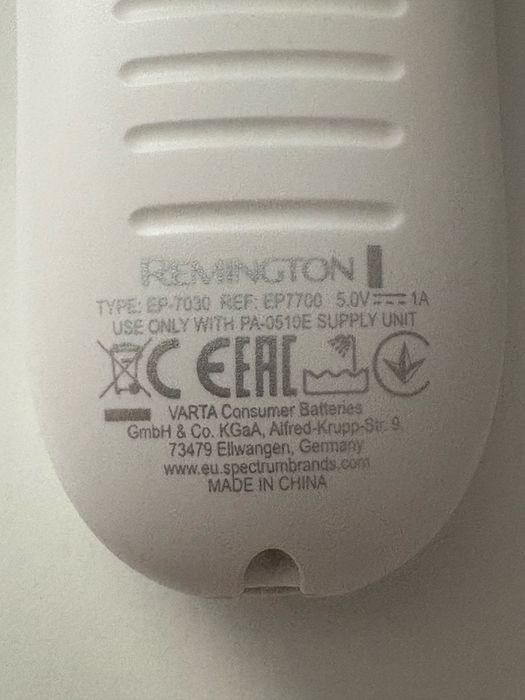 REMINGTON
TYPE: EP-7030 REF: EP7700 5.0V⎓1A
USE ONLY WITH PA-0510E SUPPLY UNIT
CE EAC
VARTA Consumer Batteries
GmbH & Co. KGaA, Alfred-Krupp-Str. 9,
73479 Ellwangen, Germany
www.eu.spectrumbrands.com
MADE IN CHINA